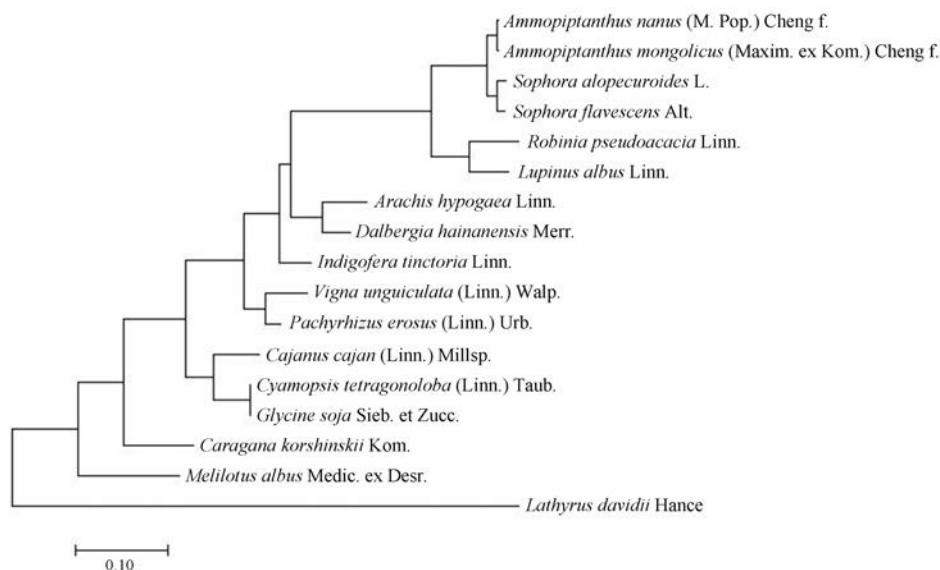 Ammopiptanthus nanus (M. Pop.) Cheng f.
Ammopiptanthus mongolicus (Maxim. ex Kom.) Cheng f.
Sophora alopecuroides L.
Sophora flavescens Alt.
Robinia pseudoacacia Linn.
Lupinus albus Linn.
Arachis hypogaea Linn.
Dalbergia hainanensis Merr.
Indigofera tinctoria Linn.
Vigna unguiculata (Linn.) Walp.
Pachyrhizus erosus (Linn.) Urb.
Cajanus cajan (Linn.) Millsp.
Cyamopsis tetragonoloba (Linn.) Taub.
Glycine soja Sieb. et Zucc.
Caragana korshinskii Kom.
Melilotus albus Medic. ex Desr.
Lathyrus davidii Hance
0.10